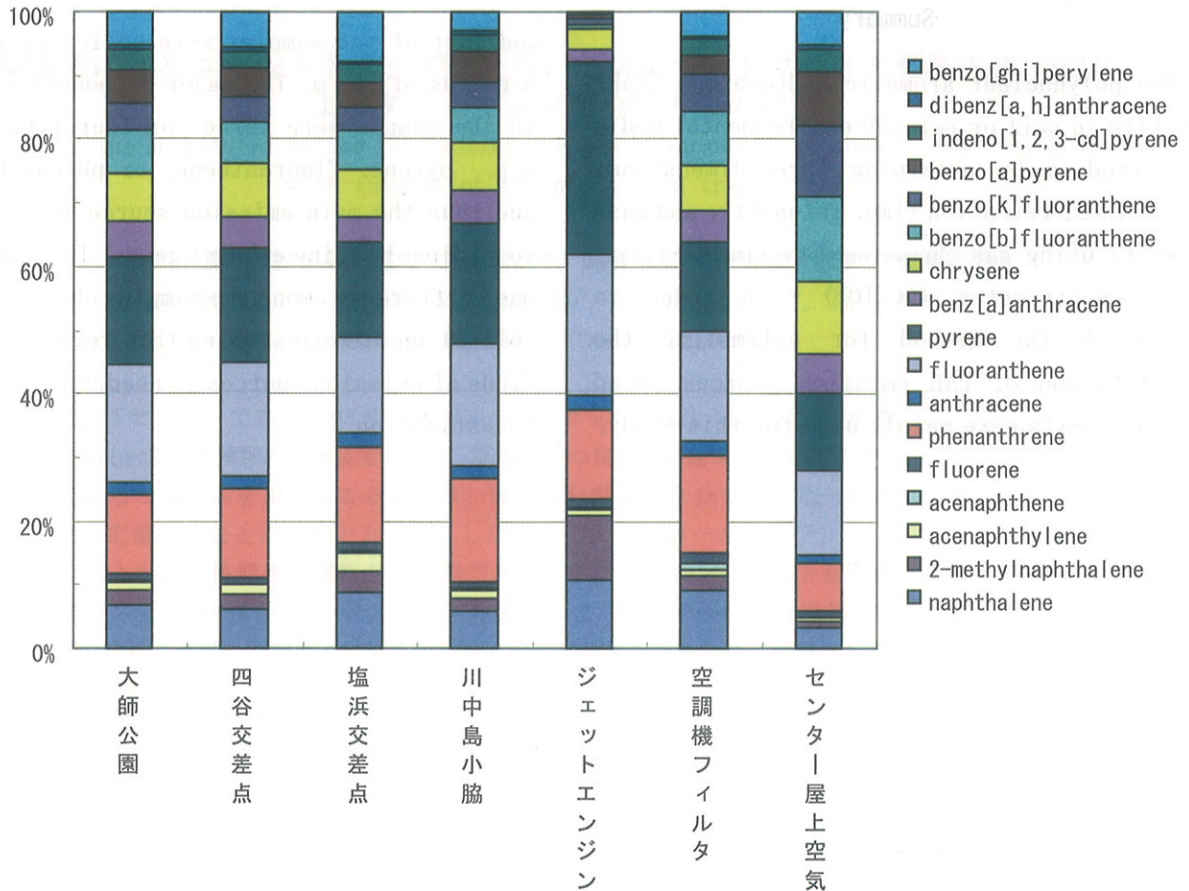 100%
80%
60%
40%
20%
0%
benzo[ghi]perylene
dibenz[a, h]anthracene
indeno[1, 2, 3-cd]pyrene
benzo[a]pyrene
benzo[k]fluoranthene
benzo[b]fluoranthene
chrysene
benz[a]anthracene
pyrene
fluoranthene
anthracene
phenanthrene
fluorene
acenaphthene
acenaphthylene
2-methylnaphthalene
naphthalene
大師公園
四谷交差点
塩浜交差点
川中島小脇
ジェットエンジン
空調機フィルタ
センター屋上空気